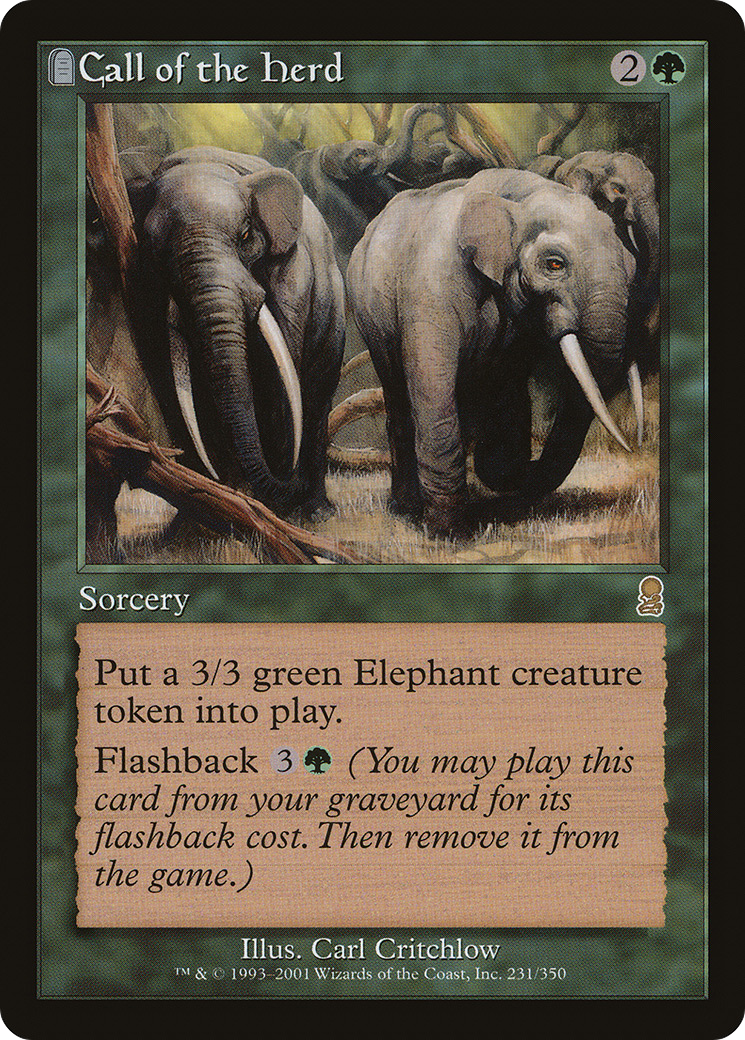 Call of the Herd 2
Sorcery
Put a 3/3 green Elephant creature
token into play.
Flashback 3 (You may play this
card from your graveyard for its
flashback cost. Then remove it from
the game.)
Illus. Carl Critchlow
™ & © 1993–2001 Wizards of the Coast, Inc. 231/350